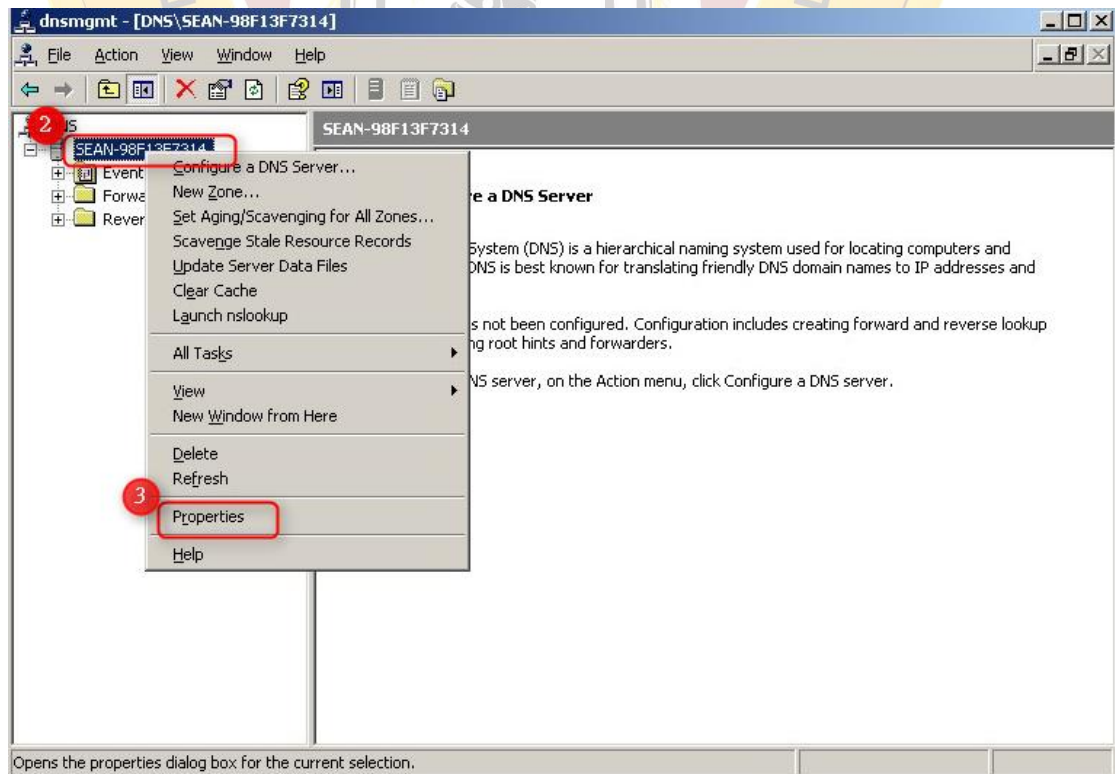 dnsmgmt - [DNS\SEAN-98F13F7314]
File Action View Window Help
2
SEAN-98F13F7314
SEAN-98F13F7314
Event
Forwa
Rever
Configure a DNS Server...
New Zone...
Set Aging/Scavenging for All Zones...
Scavenge Stale Resource Records
Update Server Data Files
Clear Cache
Launch nslookup
All Tasks
View
New Window from Here
Delete
Refresh
3
Properties
Help
e a DNS Server
System (DNS) is a hierarchical naming system used for locating computers and
DNS is best known for translating friendly DNS domain names to IP addresses and
s not been configured. Configuration includes creating forward and reverse lookup
ng root hints and forwarders.
NS server, on the Action menu, click Configure a DNS server.
Opens the properties dialog box for the current selection.